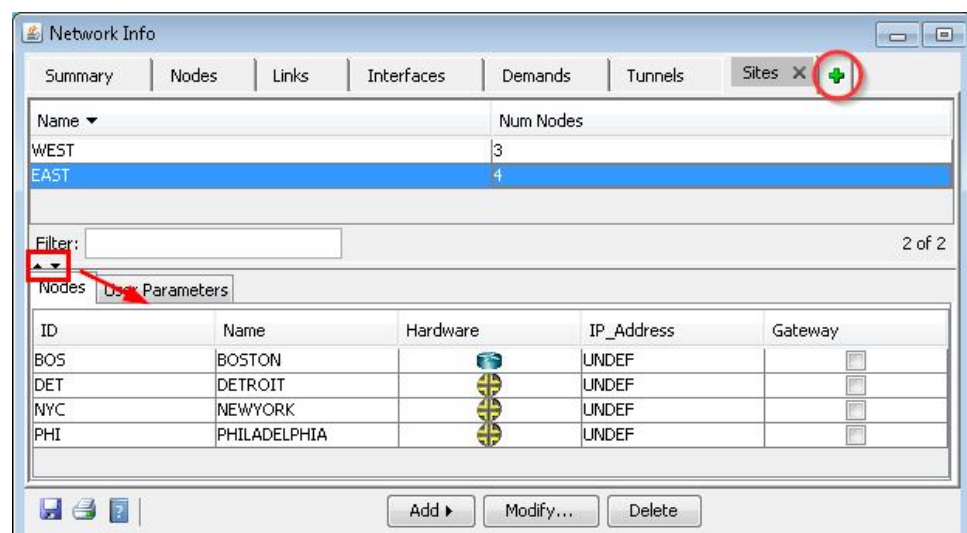 Network Info
Summary Nodes Links Interfaces Demands Tunnels Sites
Name Num Nodes
WEST 3
EAST 4
Filter: 2 of 2
Nodes User Parameters
ID Name Hardware IP_Address Gateway
BOS BOSTON UNDEF
DET DETROIT UNDEF
NYC NEWYORK UNDEF
PHI PHILADELPHIA UNDEF
Add Modify... Delete